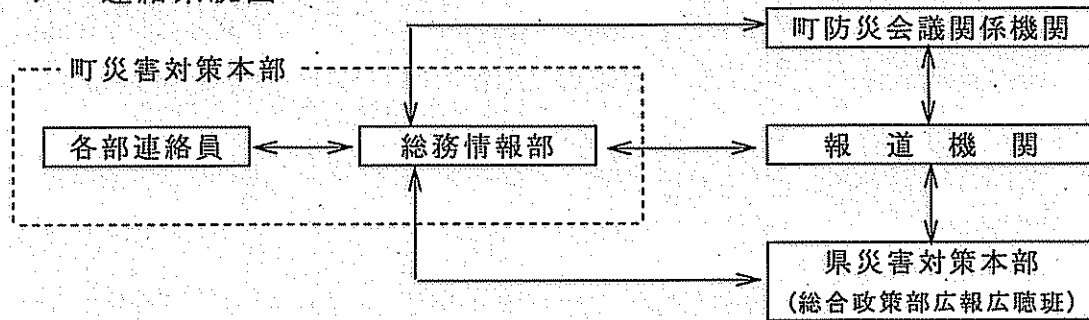 町防災会議関係機関
町災害対策本部
各部連絡員
総務情報部
報道機関
県災害対策本部
(総合政策部広報広聴班)